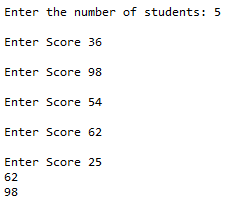 Enter the number of students: 5
Enter Score 36
Enter Score 98
Enter Score 54
Enter Score 62
Enter Score 25
62
98